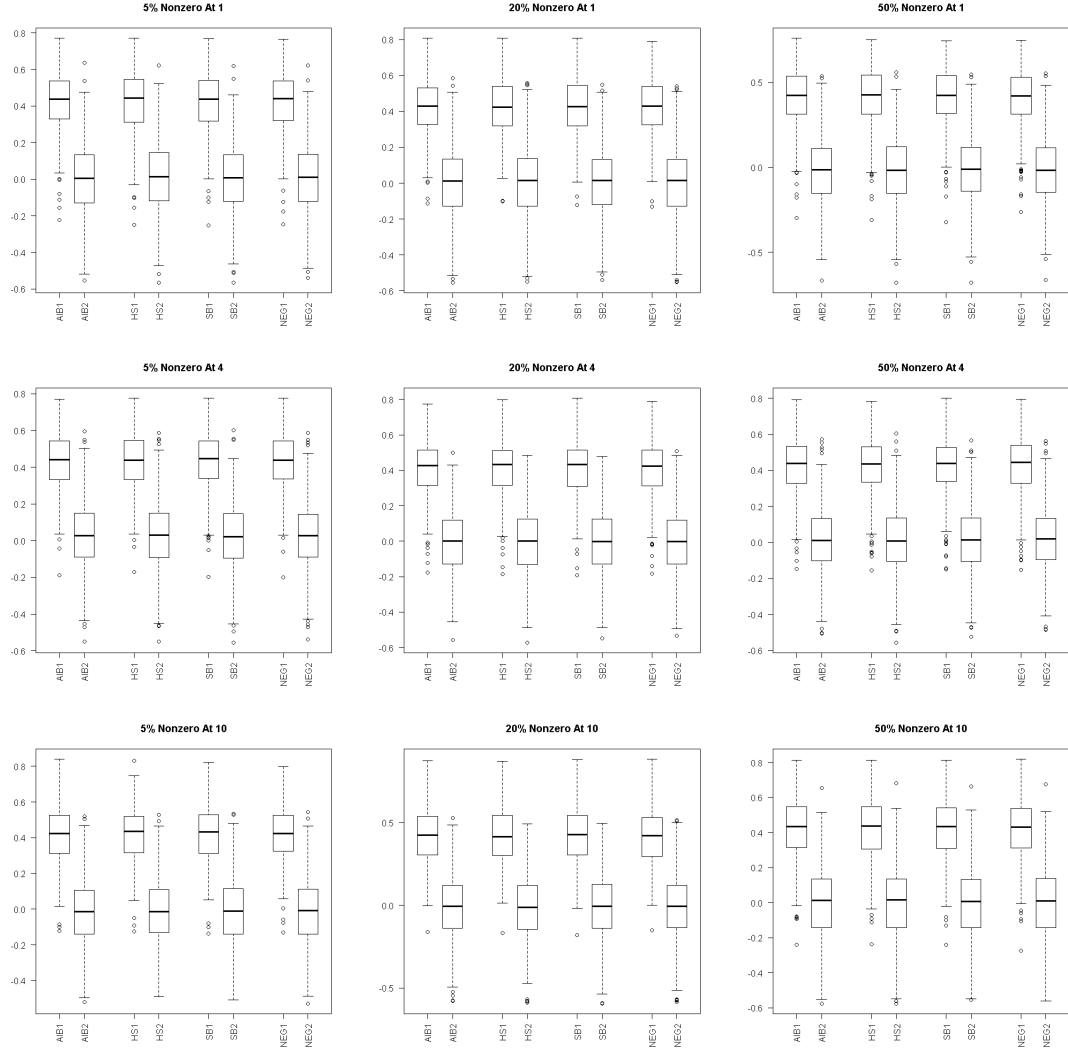 5% Nonzero At 1
0.8
0.6
0.4
0.2
0.0
-0.2
-0.4
-0.6
AIB1
AIB2
HS1
HS2
SB1
SB2
NEG1
NEG2
20% Nonzero At 1
0.8
0.6
0.4
0.2
0.0
-0.2
-0.4
-0.6
AIB1
AIB2
HS1
HS2
SB1
SB2
NEG1
NEG2
50% Nonzero At 1
0.5
0.0
-0.5
AIB1
AIB2
HS1
HS2
SB1
SB2
NEG1
NEG2
5% Nonzero At 4
0.8
0.6
0.4
0.2
0.0
-0.2
-0.4
-0.6
AIB1
AIB2
HS1
HS2
SB1
SB2
NEG1
NEG2
20% Nonzero At 4
0.8
0.6
0.4
0.2
0.0
-0.2
-0.4
-0.6
AIB1
AIB2
HS1
HS2
SB1
SB2
NEG1
NEG2
50% Nonzero At 4
0.8
0.6
0.4
0.2
0.0
-0.2
-0.4
-0.6
AIB1
AIB2
HS1
HS2
SB1
SB2
NEG1
NEG2
5% Nonzero At 10
0.8
0.6
0.4
0.2
0.0
-0.2
-0.4
AIB1
AIB2
HS1
HS2
SB1
SB2
NEG1
NEG2
20% Nonzero At 10
0.5
0.0
-0.5
AIB1
AIB2
HS1
HS2
SB1
SB2
NEG1
NEG2
50% Nonzero At 10
0.8
0.6
0.4
0.2
0.0
-0.2
-0.4
-0.6
AIB1
AIB2
HS1
HS2
SB1
SB2
NEG1
NEG2